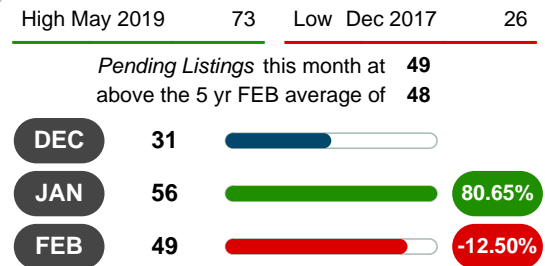 High May 2019 73 Low Dec 2017 26
Pending Listings this month at 49
above the 5 yr FEB average of 48
DEC 31
JAN 56 80.65%
FEB 49 -12.50%